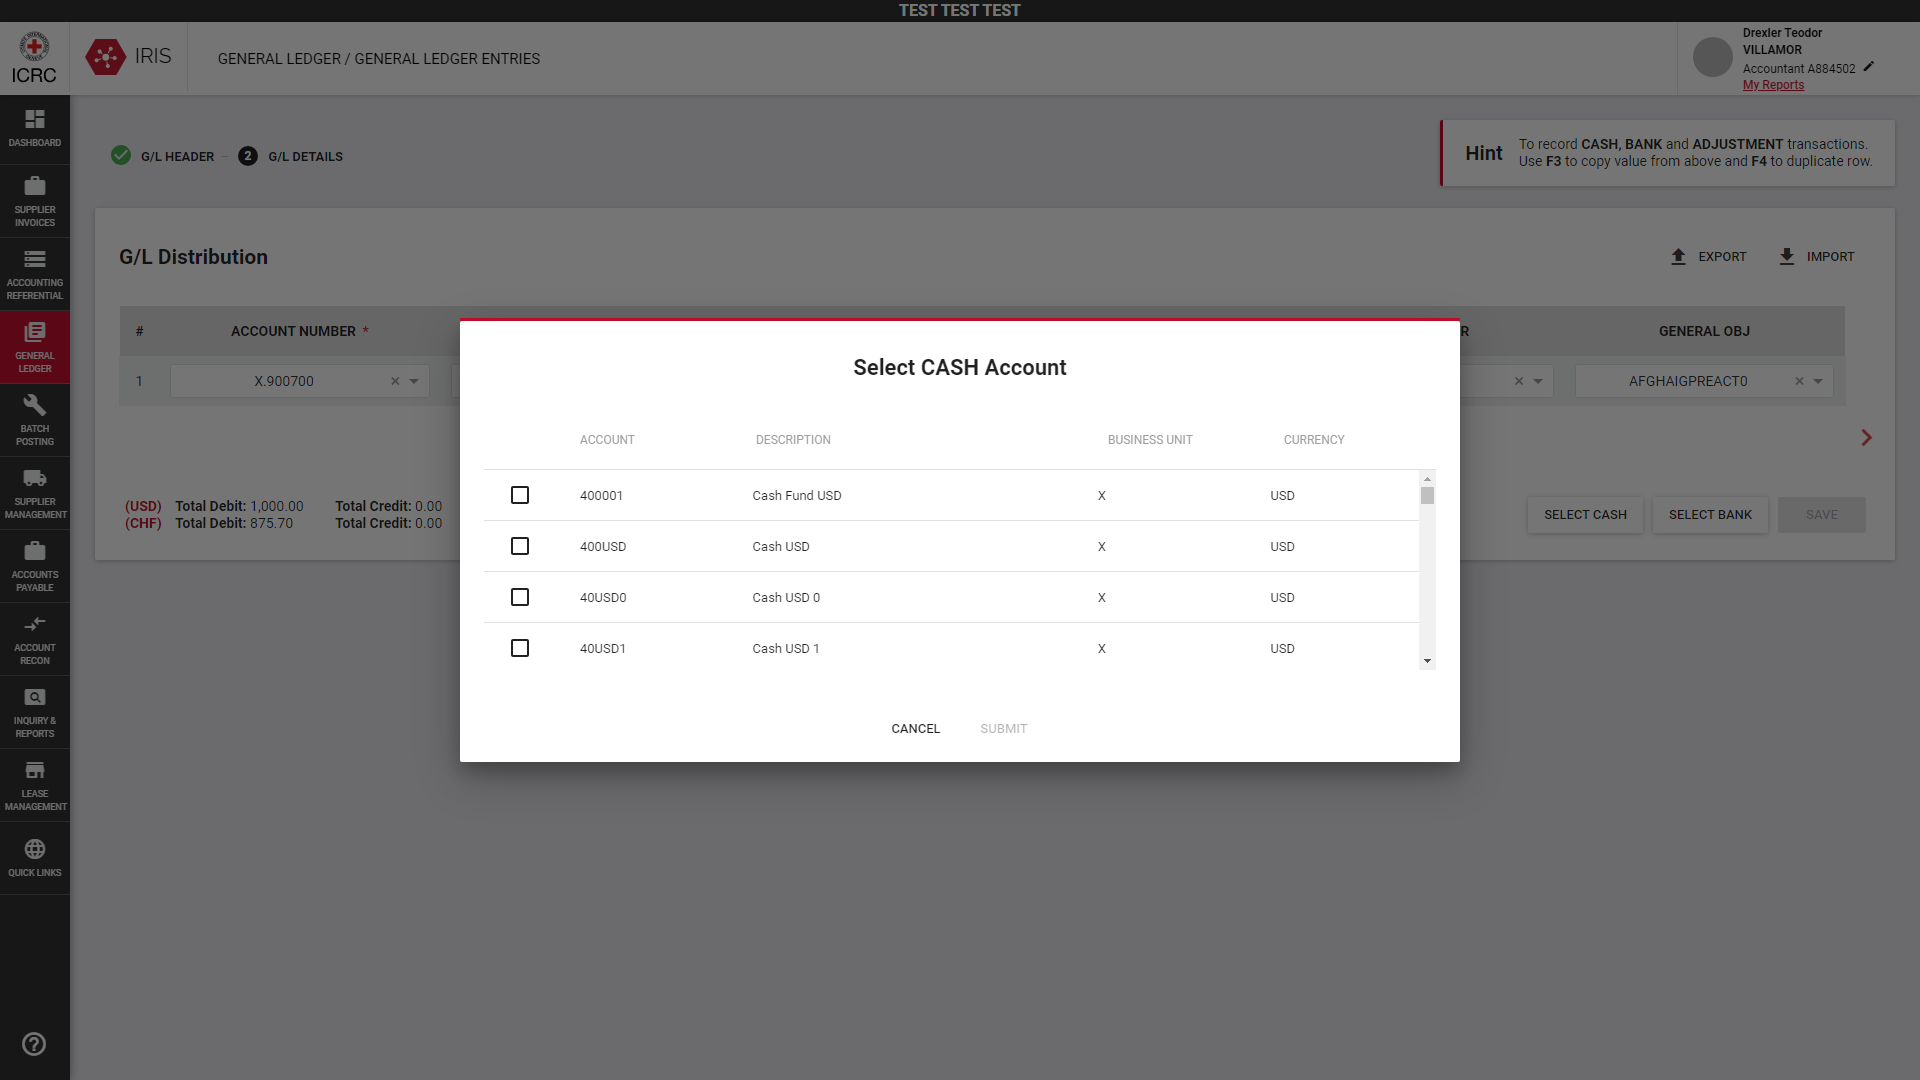 TEST TEST TEST
ICRC
IRIS
GENERAL LEDGER / GENERAL LEDGER ENTRIES
Drexler Teodor
VILLAMOR
Accountant A884502
My Reports
DASHBOARD
SUPPLIER
INVOICES
ACCOUNTING
REFERENTIAL
GENERAL
LEDGER
BATCH
POSTING
SUPPLIER
MANAGEMENT
ACCOUNTS
PAYABLE
ACCOUNT
RECON
INQUIRY &
REPORTS
LEASE
MANAGEMENT
QUICK LINKS
G/L HEADER
2 G/L DETAILS
Hint
To record CASH, BANK and ADJUSTMENT transactions.
Use F3 to copy value from above and F4 to duplicate row.
G/L Distribution
EXPORT
IMPORT
# ACCOUNT NUMBER * R GENERAL OBJ
1 X.900700 AFGHAIGPREACT0
(USD) Total Debit: 1,000.00 Total Credit: 0.00
(CHF) Total Debit: 875.70 Total Credit: 0.00
SELECT CASH
SELECT BANK
SAVE
Select CASH Account
ACCOUNT DESCRIPTION BUSINESS UNIT CURRENCY
400001 Cash Fund USD X USD
400USD Cash USD X USD
40USD0 Cash USD 0 X USD
40USD1 Cash USD 1 X USD
CANCEL
SUBMIT